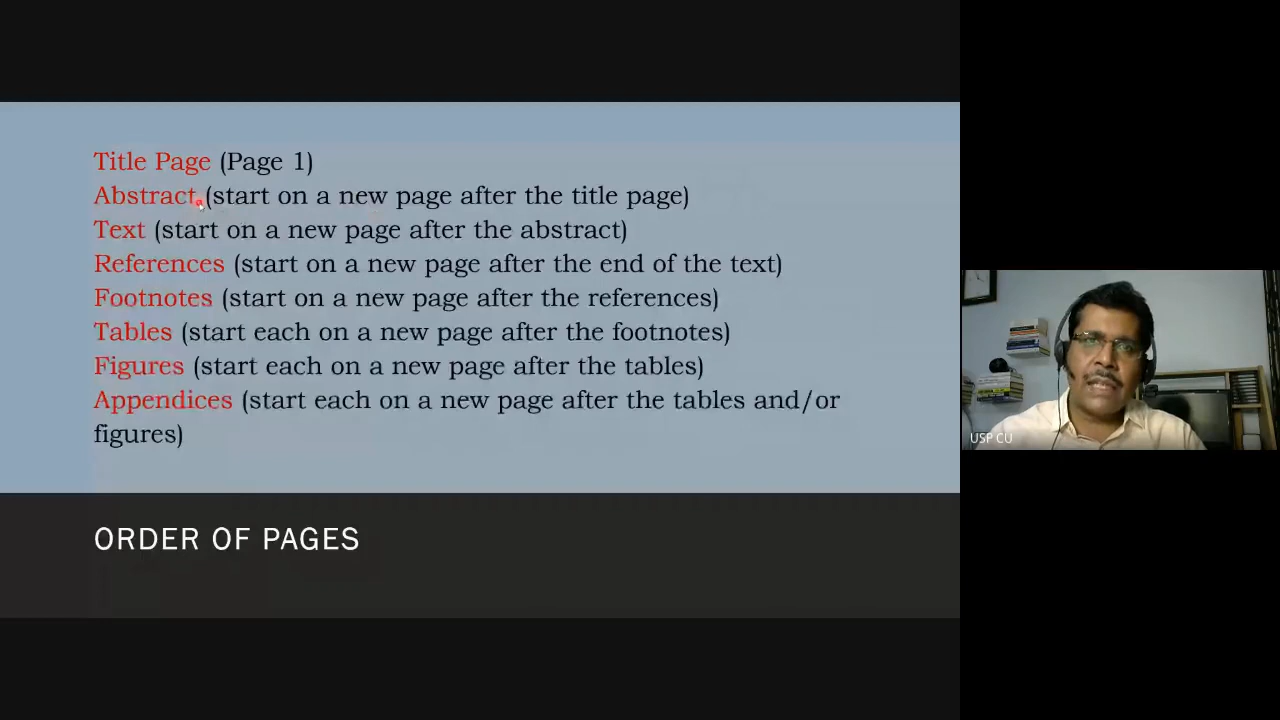 Title Page (Page 1)
Abstract (start on a new page after the title page)
Text (start on a new page after the abstract)
References (start on a new page after the end of the text)
Footnotes (start on a new page after the references)
Tables (start each on a new page after the footnotes)
Figures (start each on a new page after the tables)
Appendices (start each on a new page after the tables and/or
figures)
ORDER OF PAGES
USP CU